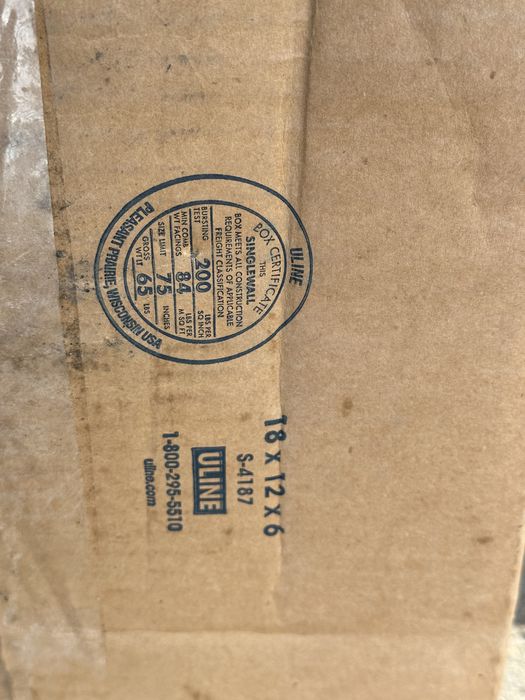 ULINE
BOX CERTIFICATE
THIS
SINGLEWALL
BOX MEETS ALL CONSTRUCTION
REQUIREMENTS OF APPLICABLE
FREIGHT CLASSIFICATION
BURSTING TEST 200 LBS PER SQ INCH
MIN COMB WT FACINGS 84 LBS PER M SQ FT
SIZE LIMIT 75 INCHES
GROSS WT LT 65 LBS
PLEASANT PRAIRIE, WISCONSIN USA
18 x 12 x 6
S-4187
ULINE
1-800-295-5510
uline.com